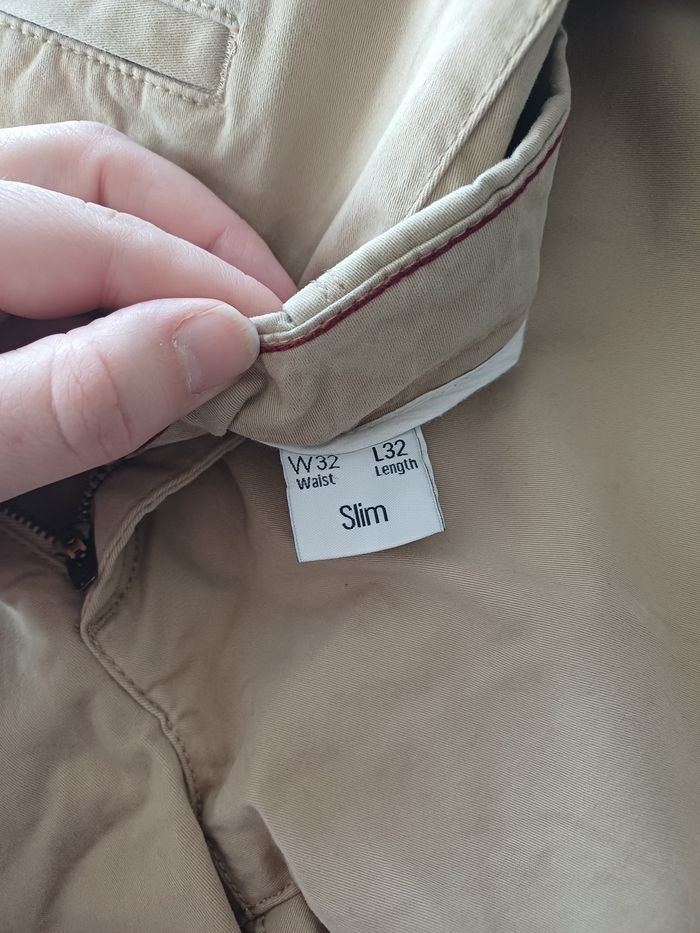 W32 L32
Waist Length
Slim